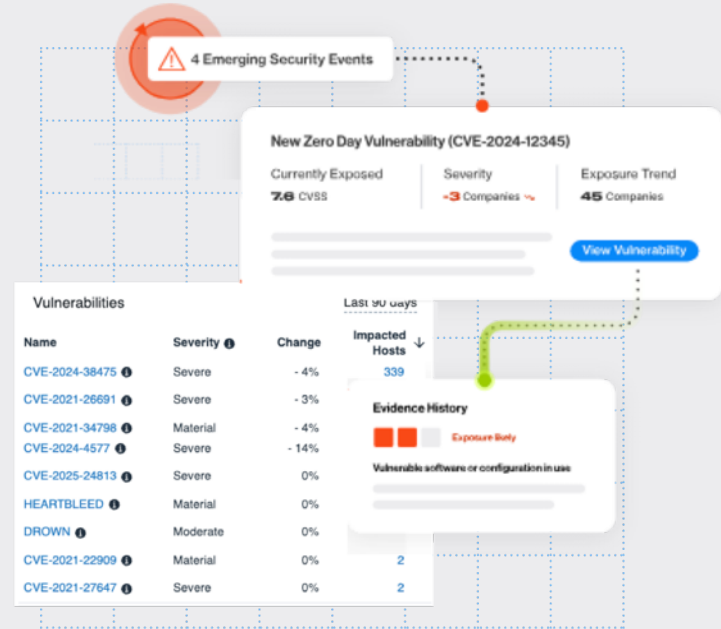 4 Emerging Security Events
New Zero Day Vulnerability (CVE-2024-12345)
Currently Exposed Severity Exposure Trend
7.6 CVSS -3 Companies 45 Companies
View Vulnerability
Vulnerabilities Last 90 days
Name Severity Change Impacted Hosts
CVE-2024-38475 Severe - 4% 339
CVE-2021-26691 Severe - 3%
CVE-2021-34798 Material - 4%
CVE-2024-4577 Severe - 14%
CVE-2025-24813 Severe 0%
HEARTBLEED Material 0%
DROWN Moderate 0%
CVE-2021-22909 Material 0% 2
CVE-2021-27647 Severe 0% 2
Evidence History
Exposure likely
Vulnerable software or configuration in use